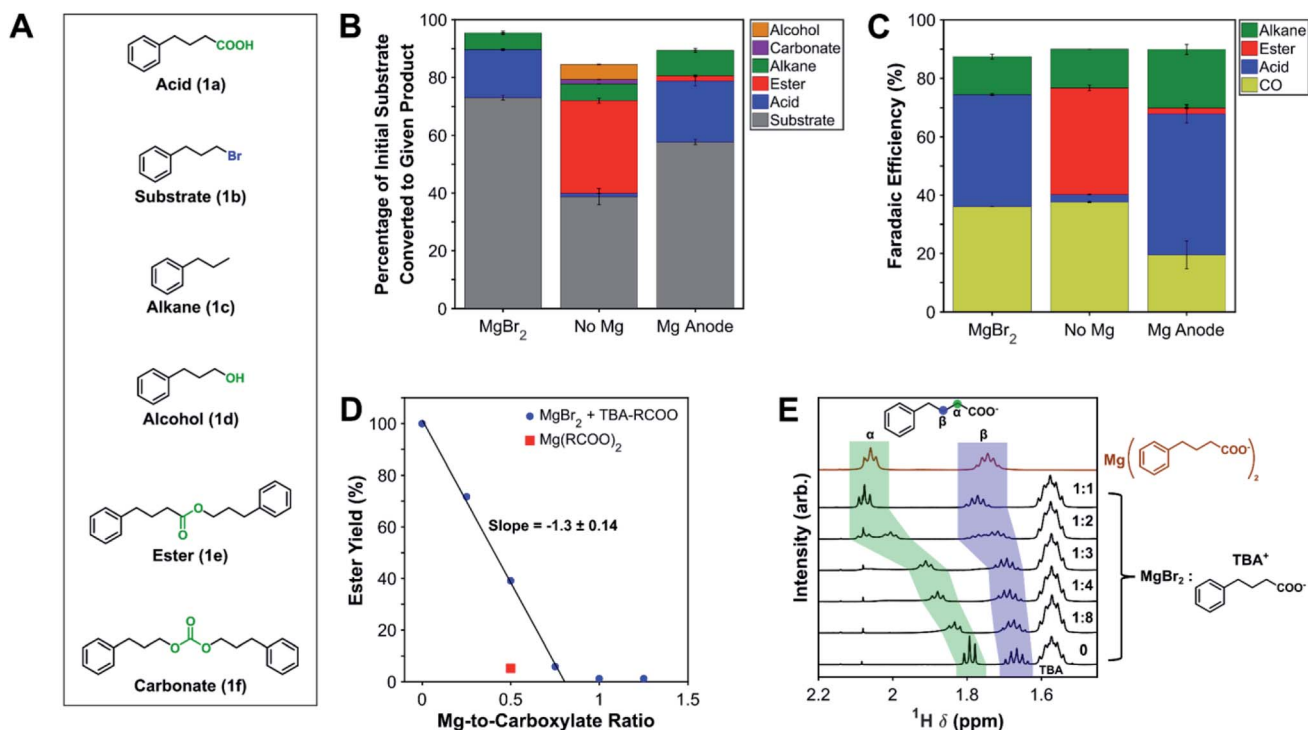 A
COOH
Acid (1a)
Br
Substrate (1b)
Alkane (1c)
OH
Alcohol (1d)
O
O
Ester (1e)
O
O
O
Carbonate (1f)
B
Percentage of Initial Substrate
Converted to Given Product
100
80
60
40
20
0
MgBr₂
No Mg
Mg Anode
Alcohol
Carbonate
Alkane
Ester
Acid
Substrate
C
Faradaic Efficiency (%)
100
80
60
40
20
0
MgBr₂
No Mg
Mg Anode
Alkane
Ester
Acid
CO
D
Ester Yield (%)
100
80
60
40
20
0
MgBr₂ + TBA-RCOO
Mg(RCOO)₂
Slope = -1.3 ± 0.14
0
0.5
1
1.5
Mg-to-Carboxylate Ratio
E
Intensity (arb.)
α
β
COO⁻
α
β
Mg( COO⁻ )₂
1:1
1:2
1:3
1:4
1:8
0
TBA
MgBr₂ :
TBA⁺
COO⁻
2.2
2
1.8
1.6
¹H δ (ppm)